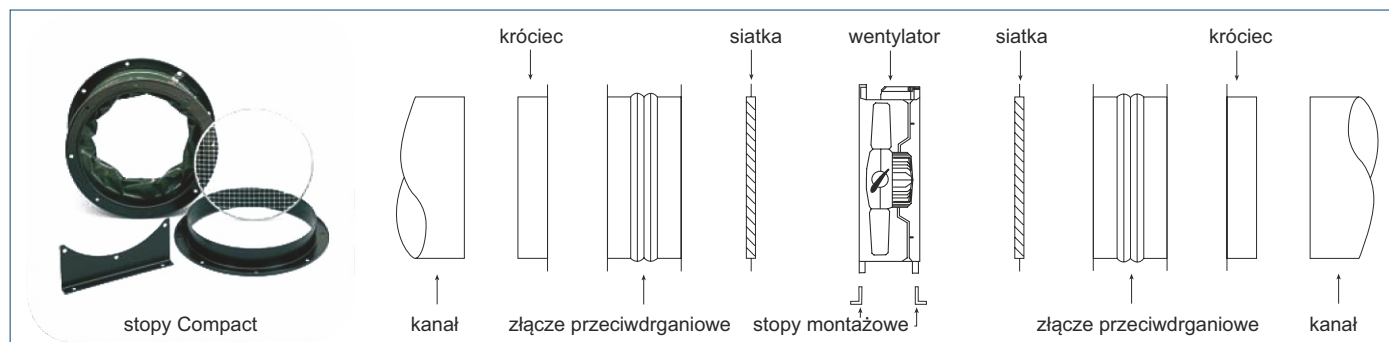 króciec
siatka
wentylator
siatka
króciec
stopy Compact
kanał
złącze przeciwdrganiowe
stopy montażowe
złącze przeciwdrganiowe
kanał